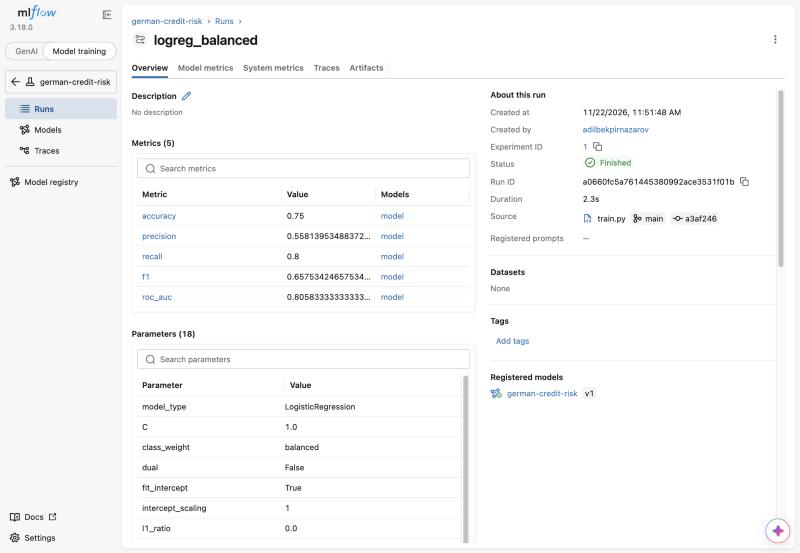 mlflow
3.18.0
GenAI Model training
german-credit-risk
Runs
Models
Traces
Model registry
Docs
Settings
german-credit-risk › Runs ›
logreg_balanced
Overview Model metrics System metrics Traces Artifacts
Description
No description
Metrics (5)
Search metrics
Metric Value Models
accuracy 0.75 model
precision 0.55813953488372... model
recall 0.8 model
f1 0.65753424657534... model
roc_auc 0.80583333333333... model
Parameters (18)
Search parameters
Parameter Value
model_type LogisticRegression
C 1.0
class_weight balanced
dual False
fit_intercept True
intercept_scaling 1
l1_ratio 0.0
About this run
Created at 11/22/2026, 11:51:48 AM
Created by adilbekpirnazarov
Experiment ID 1
Status Finished
Run ID a0660fc5a761445380992ace3531f01b
Duration 2.3s
Source train.py main a3af246
Registered prompts —
Datasets
None
Tags
Add tags
Registered models
german-credit-risk v1